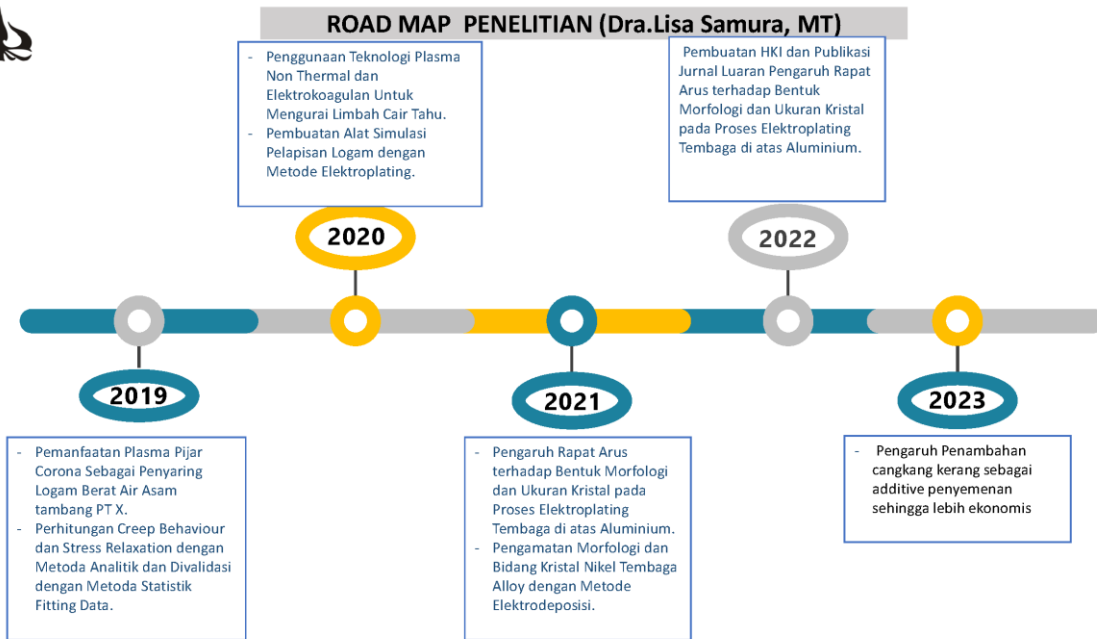 ROAD MAP PENELITIAN (Dra.Lisa Samura, MT)
- Penggunaan Teknologi Plasma
Non Thermal dan
Elektrokoagulan Untuk
Mengurai Limbah Cair Tahu.
- Pembuatan Alat Simulasi
Pelapisan Logam dengan
Metode Elektroplating.
Pembuatan HKI dan Publikasi
Jurnal Luaran Pengaruh Rapat
Arus terhadap Bentuk
Morfologi dan Ukuran Kristal
pada Proses Elektroplating
Tembaga di atas Aluminium.
2020
2022
2019
2021
2023
- Pemanfaatan Plasma Pijar
Corona Sebagai Penyaring
Logam Berat Air Asam
tambang PT X.
- Perhitungan Creep Behaviour
dan Stress Relaxation dengan
Metoda Analitik dan Divalidasi
dengan Metoda Statistik
Fitting Data.
- Pengaruh Rapat Arus
terhadap Bentuk Morfologi
dan Ukuran Kristal pada
Proses Elektroplating
Tembaga di atas Aluminium.
- Pengamatan Morfologi dan
Bidang Kristal Nikel Tembaga
Alloy dengan Metode
Elektrodeposisi.
- Pengaruh Penambahan
cangkang kerang sebagai
additive penyemenan
sehingga lebih ekonomis